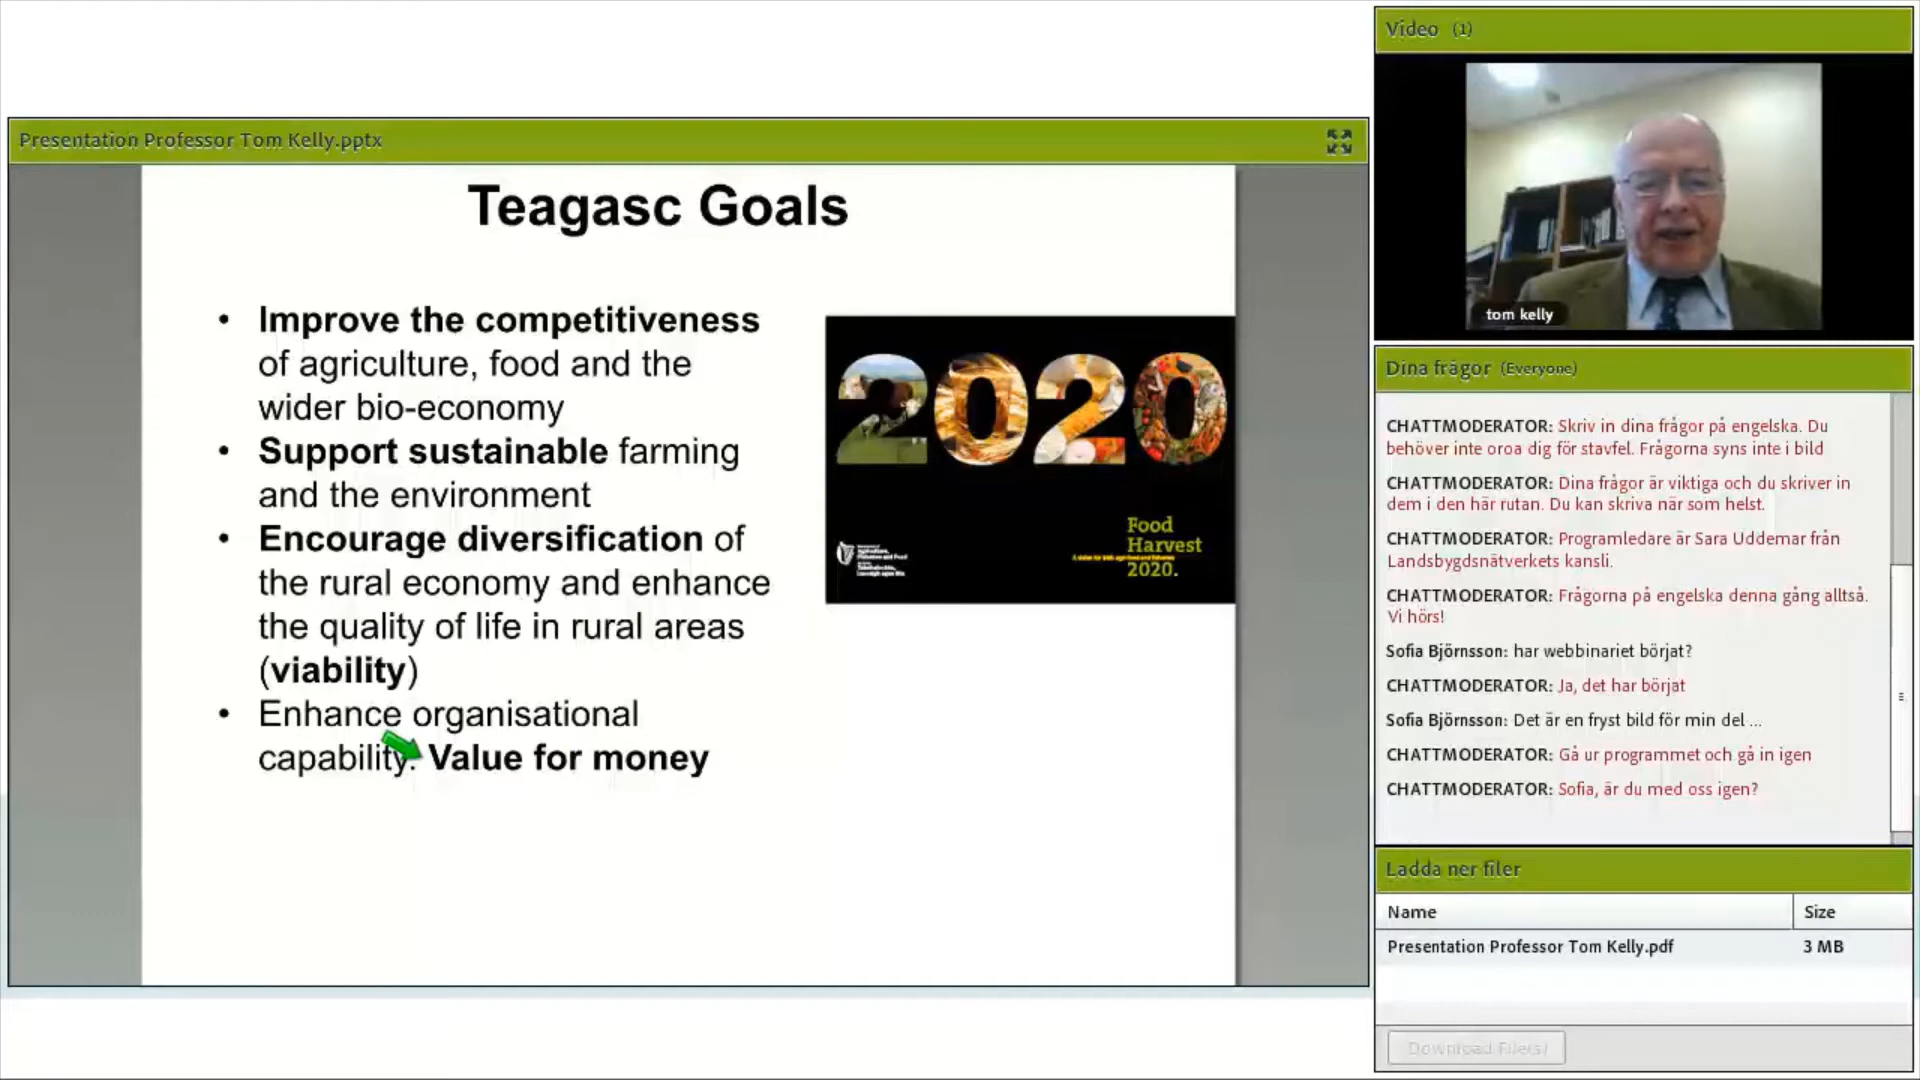 Presentation Professor Tom Kelly.pptx
Teagasc Goals
• Improve the competitiveness
of agriculture, food and the
wider bio-economy
• Support sustainable farming
and the environment
• Encourage diversification of
the rural economy and enhance
the quality of life in rural areas
(viability)
• Enhance organisational
capability. Value for money
2020
Food
Harvest
2020.
Video (1)
tom kelly
Dina frågor (Everyone)
CHATTMODERATOR: Skriv in dina frågor på engelska. Du
behöver inte oroa dig för stavfel. Frågorna syns inte i bild
CHATTMODERATOR: Dina frågor är viktiga och du skriver in
dem i den här rutan. Du kan skriva när som helst.
CHATTMODERATOR: Programledare är Sara Uddemar från
Landsbygdsnätverkets kansli.
CHATTMODERATOR: Frågorna på engelska denna gång alltså.
Vi hörs!
Sofia Björnsson: har webbinariet börjat?
CHATTMODERATOR: Ja, det har börjat
Sofia Björnsson: Det är en fryst bild för min del ...
CHATTMODERATOR: Gå ur programmet och gå in igen
CHATTMODERATOR: Sofia, är du med oss igen?
Ladda ner filer
Name Size
Presentation Professor Tom Kelly.pdf 3 MB
Download File(s)